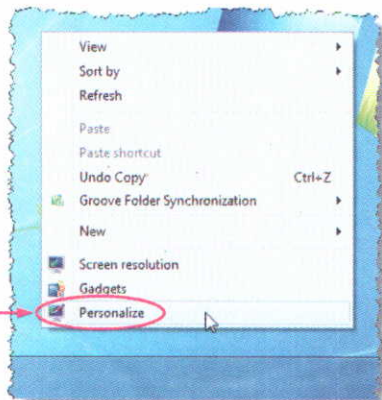 View
Sort by
Refresh
Paste
Paste shortcut
Undo Copy Ctrl+Z
Groove Folder Synchronization
New
Screen resolution
Gadgets
Personalize